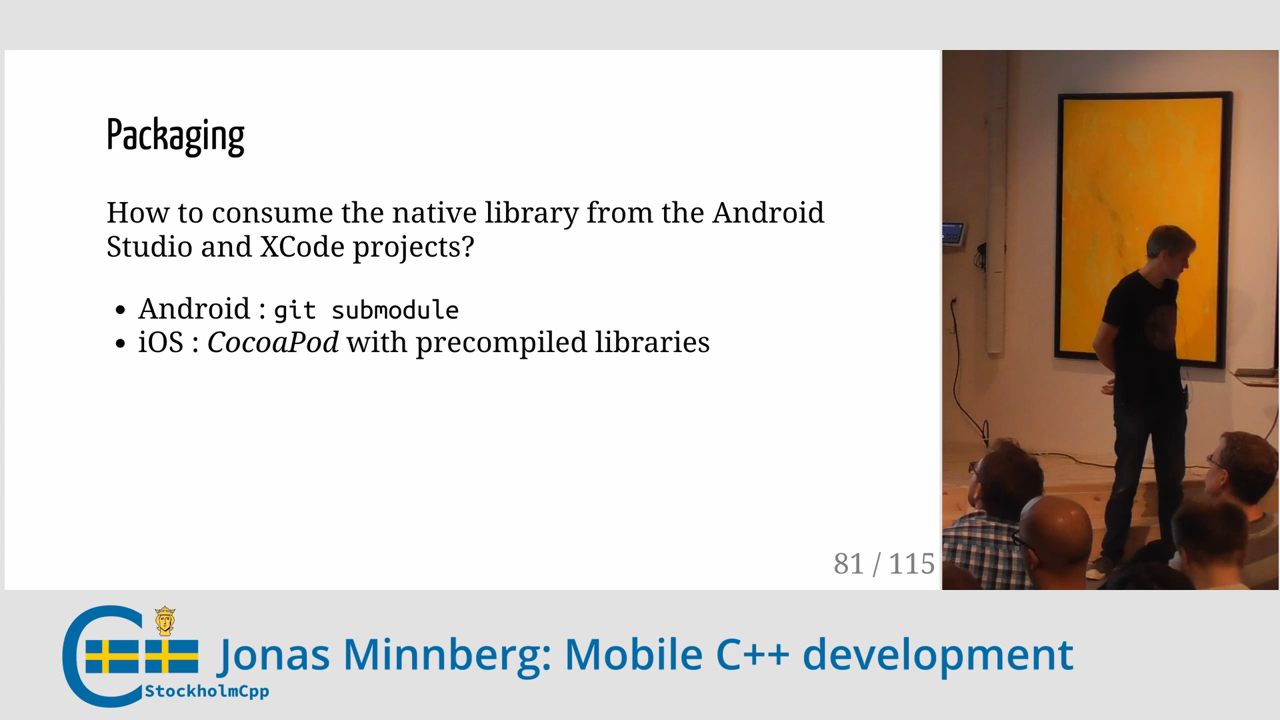 Packaging
How to consume the native library from the Android
Studio and XCode projects?
• Android : git submodule
• iOS : CocoaPod with precompiled libraries
81 / 115
Jonas Minnberg: Mobile C++ development
StockholmCpp